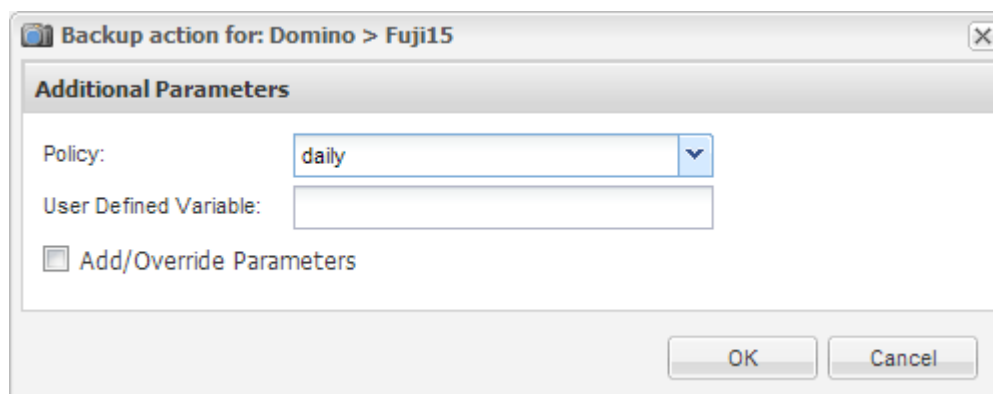 Backup action for: Domino > Fuji15
Additional Parameters
Policy: daily
User Defined Variable:
Add/Override Parameters
OK Cancel